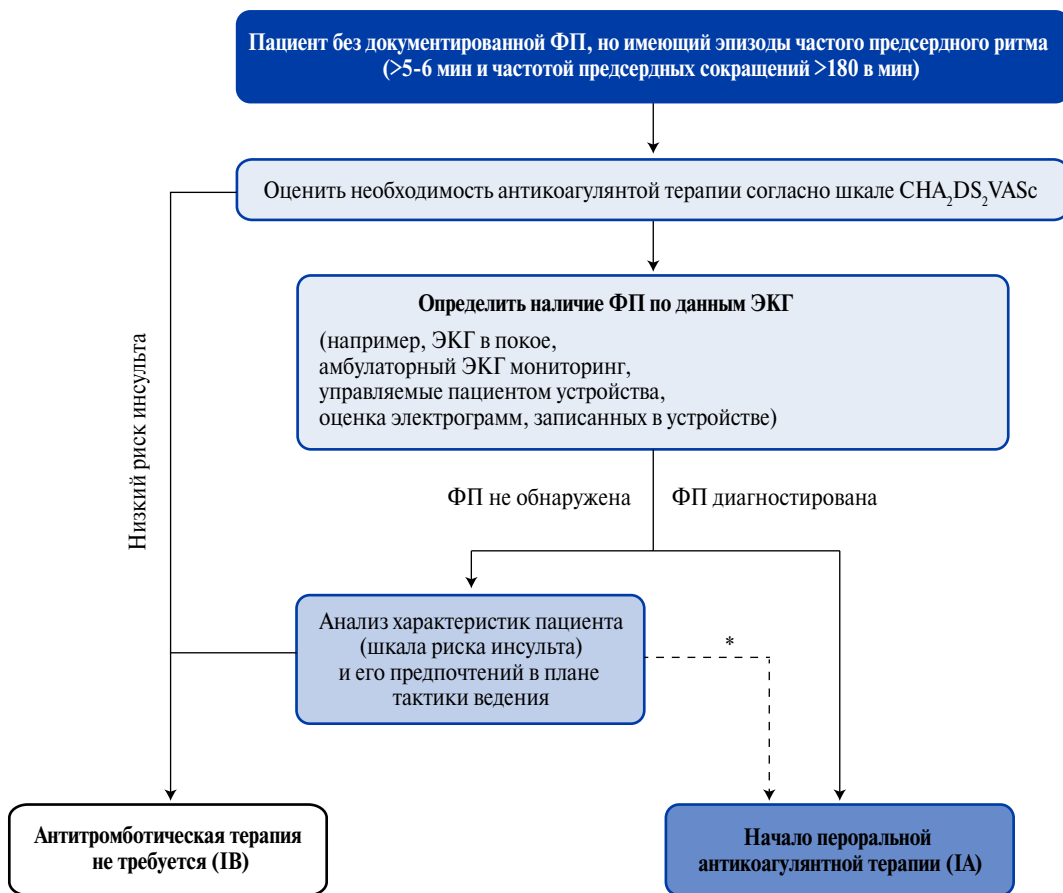 Пациент без документированной ФП, но имеющий эпизоды частого предсердного ритма
(>5-6 мин и частотой предсердных сокращений >180 в мин)
Оценить необходимость антикоагулянтой терапии согласно шкале CHA₂DS₂VASc
Определить наличие ФП по данным ЭКГ
(например, ЭКГ в покое,
амбулаторный ЭКГ мониторинг,
управляемые пациентом устройства,
оценка электрограмм, записанных в устройстве)
Низкий риск инсульта
ФП не обнаружена
ФП диагностирована
Анализ характеристик пациента
(шкала риска инсульта)
и его предпочтений в плане
тактики ведения
*
Антитромботическая терапия
не требуется (IB)
Начало пероральной
антикоагулянтной терапии (IA)